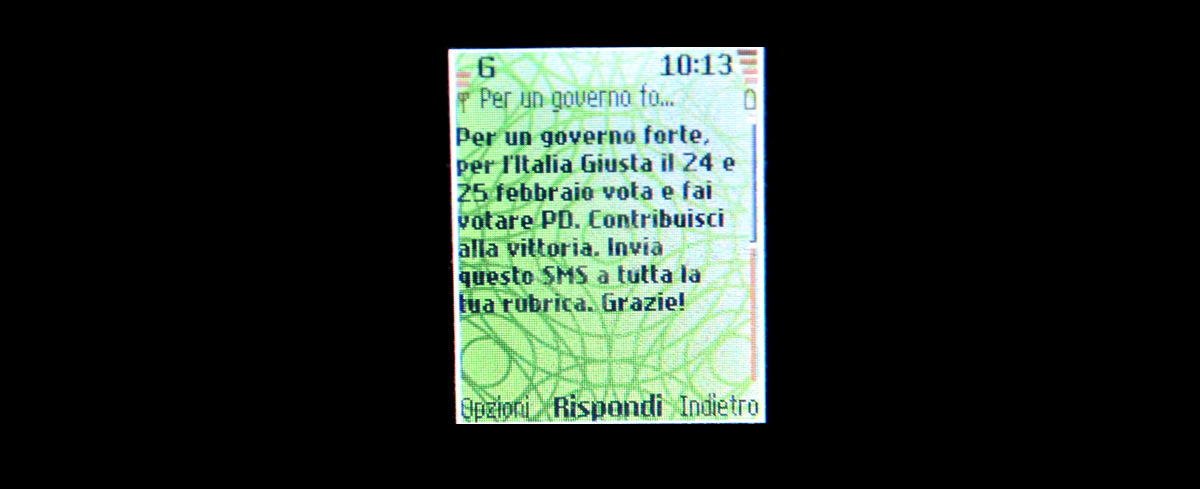 G 10:13
Per un governo fo...
Per un governo forte,
per l'Italia Giusta il 24 e
25 febbraio vota e fai
votare PD. Contribuisci
alla vittoria. Invia
questo SMS a tutta la
tua rubrica. Grazie!
Opzioni Rispondi Indietro